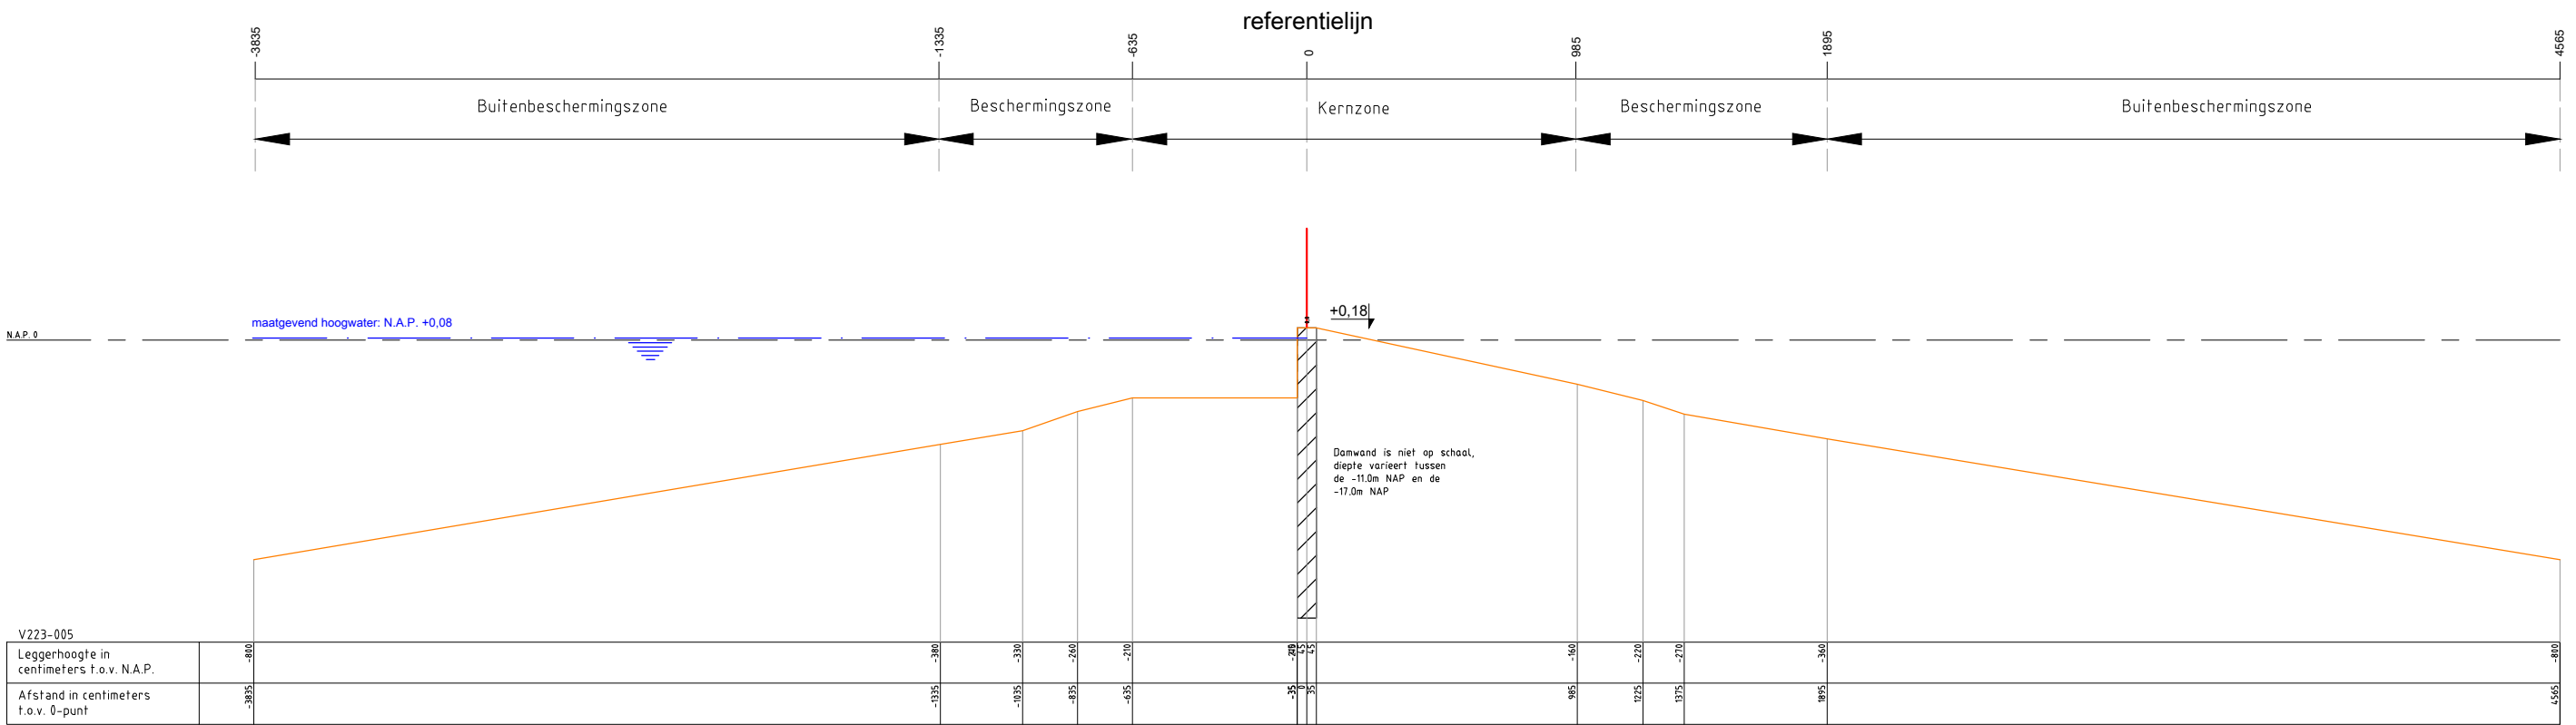 referentielijn
-3835 -1335 -635 0 985 1895 4565
Buitenbeschermingszone Beschermingszone Kernzone Beschermingszone Buitenbeschermingszone
maatgevend hoogwater: N.A.P. +0,08
+0,18
N.A.P. 0
Damwand is niet op schaal,
diepte varieert tussen
de -11.0m NAP en de
-17.0m NAP
V223-005
Leggerhoogte in
centimeters t.o.v. N.A.P.
-800 -380 -330 -260 -210 45 45 -160 -220 -270 -360 -800
Afstand in centimeters
t.o.v. 0-punt
-3835 -1335 -1035 -835 -635 -35 0 35 985 1225 1375 1895 4565